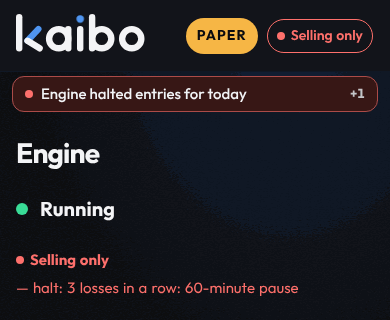 kaibo
PAPER
Selling only
Engine halted entries for today
+1
Engine
Running
Selling only
— halt: 3 losses in a row: 60-minute pause